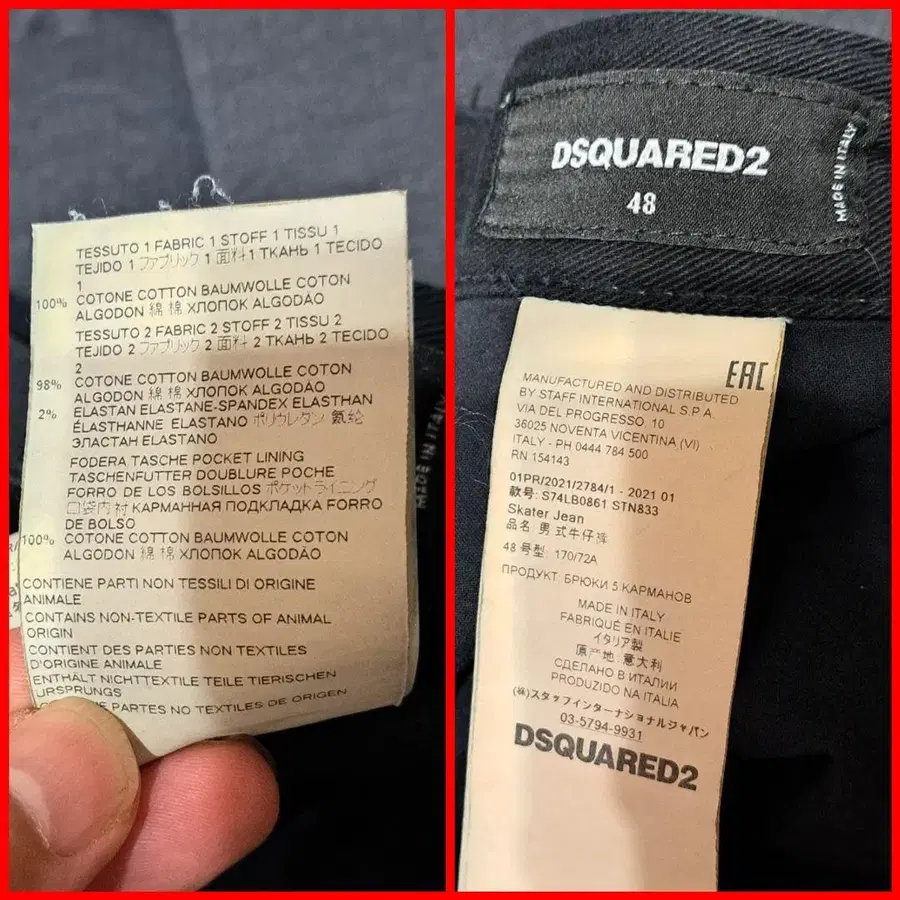 TESSUTO 1 FABRIC 1 STOFF 1 TISSU 1
TEJIDO 1 ファブリック 1 面料 1 ТКАНЬ 1 TECIDO
1
100% COTONE COTTON BAUMWOLLE COTON
ALGODON 綿 棉 ХЛОПОК ALGODÃO
TESSUTO 2 FABRIC 2 STOFF 2 TISSU 2
TEJIDO 2 ファブリック 2 面料 2 ТКАНЬ 2 TECIDO
2
98% COTONE COTTON BAUMWOLLE COTON
ALGODON 綿 棉 ХЛОПОК ALGODÃO
2% ELASTAN ELASTANE-SPANDEX ELASTHAN
ÉLASTHANNE ELASTANO ポリウレタン 氨纶
ЭЛАСТАН ELASTANO
FODERA TASCHE POCKET LINING
TASCHENFUTTER DOUBLURE POCHE
FORRO DE LOS BOLSILLOS ポケットライニング
口袋内衬 КАРМАННАЯ ПОДКЛАДКА FORRO
DE BOLSO
100% COTONE COTTON BAUMWOLLE COTON
ALGODON 綿 棉 ХЛОПОК ALGODÃO
CONTIENE PARTI NON TESSILI DI ORIGINE
ANIMALE
CONTAINS NON-TEXTILE PARTS OF ANIMAL
ORIGIN
CONTIENT DES PARTIES NON TEXTILES
D'ORIGINE ANIMALE
ENTHÄLT NICHTTEXTILE TEILE TIERISCHEN
URSPRUNGS
PARTES NO TEXTILES DE ORIGEN
MADE IN ITALY
DSQUARED2
48
MADE IN ITALY
EAC
MANUFACTURED AND DISTRIBUTED
BY STAFF INTERNATIONAL S.P.A.
VIA DEL PROGRESSO, 10
36025 NOVENTA VICENTINA (VI)
ITALY - PH 0444 784 500
RN 154143
01PR/2021/2784/1 - 2021 01
款号: S74LB0861 STN833
Skater Jean
品名: 男式牛仔裤
48 号型: 170/72A
ПРОДУКТ: БРЮКИ 5 КАРМАНОВ
MADE IN ITALY
FABRIQUÉ EN ITALIE
イタリア製
原产地: 意大利
СДЕЛАНО В ИТАЛИИ
PRODUZIDO NA ITALIA
(株)スタッフインターナショナルジャパン
03-5794-9931
DSQUARED2